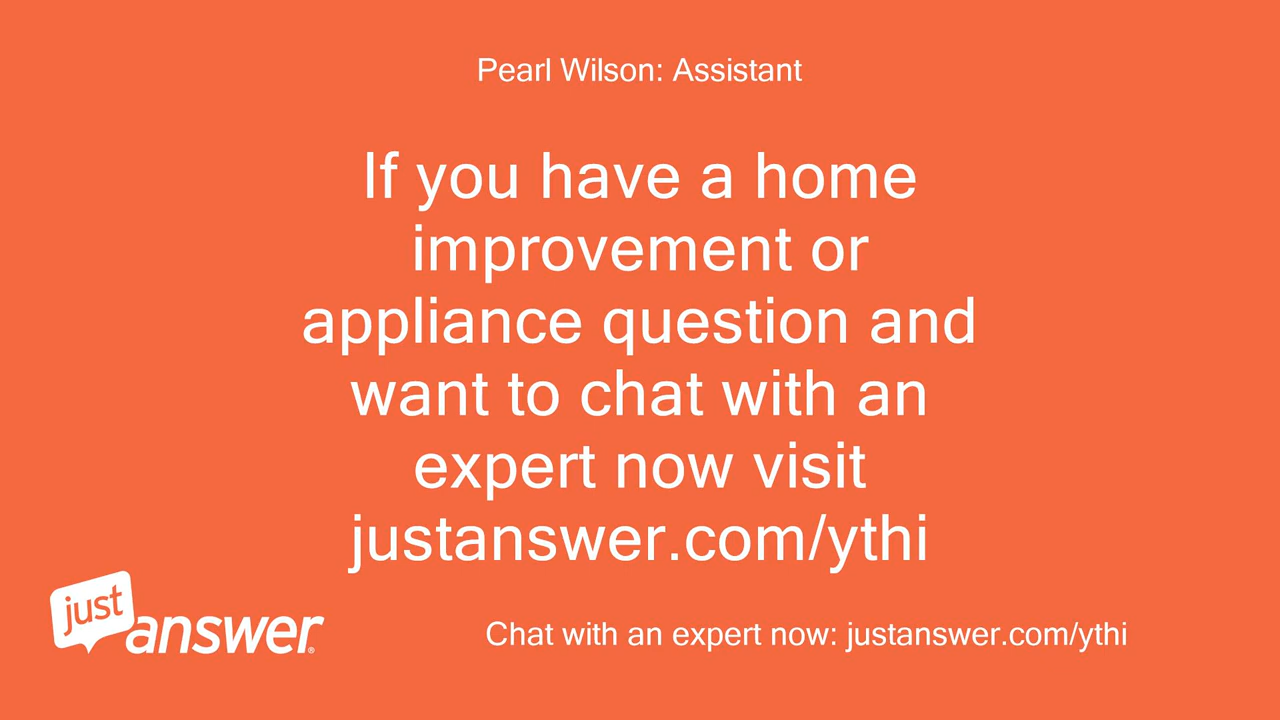 Pearl Wilson: Assistant
If you have a home
improvement or
appliance question and
want to chat with an
expert now visit
justanswer.com/ythi
just
answer®
Chat with an expert now: justanswer.com/ythi